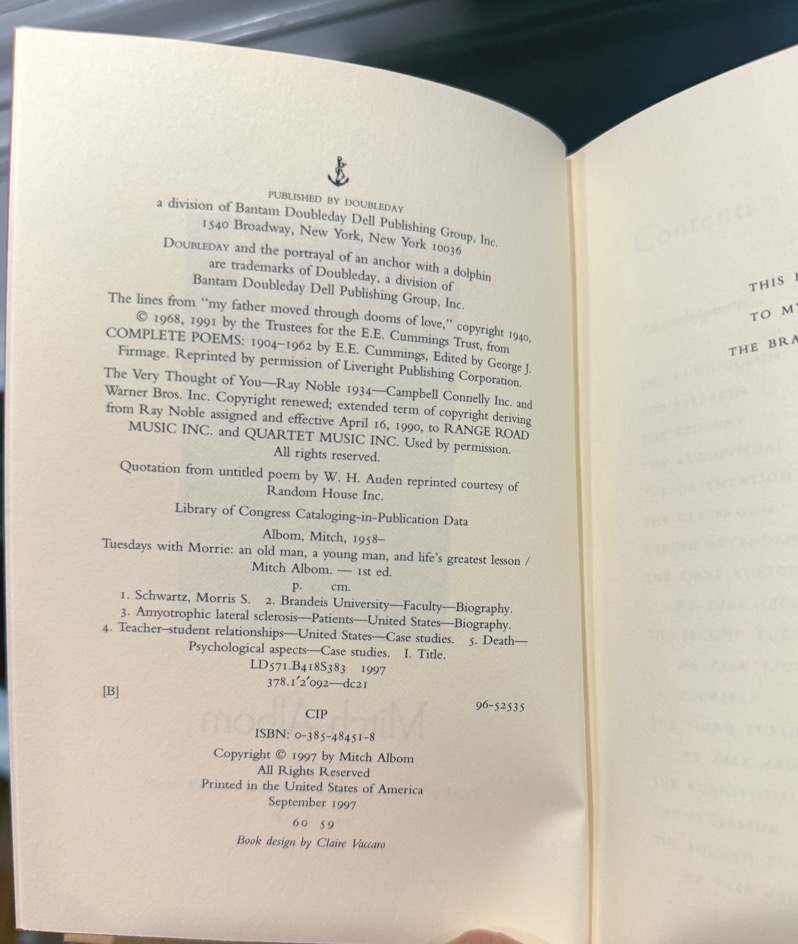 PUBLISHED BY DOUBLEDAY
a division of Bantam Doubleday Dell Publishing Group, Inc.
1540 Broadway, New York, New York 10036
DOUBLEDAY and the portrayal of an anchor with a dolphin
are trademarks of Doubleday, a division of
Bantam Doubleday Dell Publishing Group, Inc.
The lines from "my father moved through dooms of love," copyright 1940,
© 1968, 1991 by the Trustees for the E.E. Cummings Trust, from
COMPLETE POEMS: 1904–1962 by E.E. Cummings, Edited by George J.
Firmage. Reprinted by permission of Liveright Publishing Corporation.
The Very Thought of You—Ray Noble 1934—Campbell Connelly Inc. and
Warner Bros. Inc. Copyright renewed; extended term of copyright deriving
from Ray Noble assigned and effective April 16, 1990, to RANGE ROAD
MUSIC INC. and QUARTET MUSIC INC. Used by permission.
All rights reserved.
Quotation from untitled poem by W. H. Auden reprinted courtesy of
Random House Inc.
Library of Congress Cataloging-in-Publication Data
Albom, Mitch, 1958–
Tuesdays with Morrie: an old man, a young man, and life's greatest lesson /
Mitch Albom. — 1st ed.
p. cm.
1. Schwartz, Morris S. 2. Brandeis University—Faculty—Biography.
3. Amyotrophic lateral sclerosis—Patients—United States—Biography.
4. Teacher–student relationships—United States—Case studies. 5. Death—
Psychological aspects—Case studies. I. Title.
LD571.B418S383 1997
378.1'2'092—dc21
[B] 96-52535
CIP
ISBN: 0-385-48451-8
Copyright © 1997 by Mitch Albom
All Rights Reserved
Printed in the United States of America
September 1997
60 59
Book design by Claire Vaccaro
THIS
TO
THE